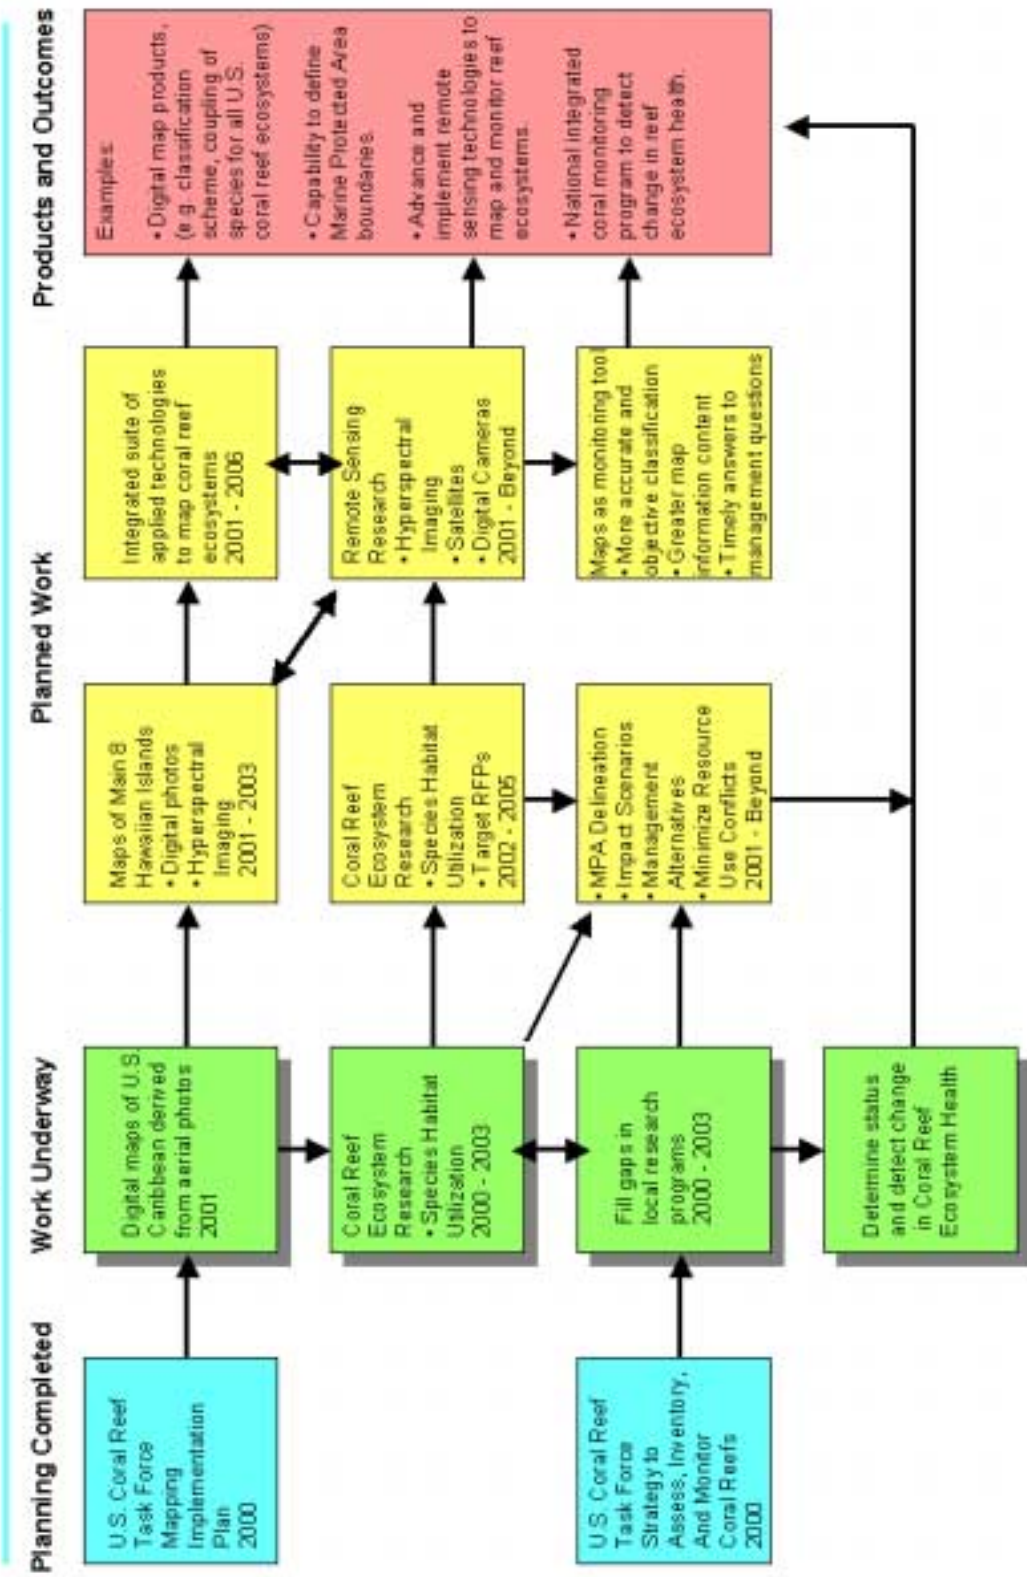 Planning Completed
Work Underway
Planned Work
Products and Outcomes
U.S. Coral Reef
Task Force
Mapping
Implementation
Plan
2000
U.S. Coral Reef
Task Force
Strategy to
Assess, Inventory,
And Monitor
Coral Reefs
2000
Digital maps of U.S.
Caribbean derived
from aerial photos
2001
Coral Reef
Ecosystem
Research
• Species Habitat
Utilization
2000 - 2003
Fill gaps in
local research
programs
2000 - 2003
Determine status
and detect change
in Coral Reef
Ecosystem Health
Maps of Main 8
Hawaiian Islands
• Digital photos
• Hyperspectral
Imaging
2001 - 2003
Coral Reef
Ecosystem
Research
• Species Habitat
Utilization
• Target RFPs
2002 - 2005
• MPA Delineation
• Impact Scenarios
• Management
Alternatives
• Minimize Resource
Use Conflicts
2001 - Beyond
Integrated suite of
applied technologies
to map coral reef
ecosystems
2001 - 2006
Remote Sensing
Research
• Hyperspectral
Imaging
• Satellites
• Digital Cameras
2001 - Beyond
Maps as monitoring tool
• More accurate and
objective classification
• Greater map
information content
• Timely answers to
management questions
Examples:
• Digital map products,
(e.g. classification
scheme, coupling of
species for all U.S.
coral reef ecosystems)
• Capability to define
Marine Protected Area
boundaries.
• Advance and
implement remote
sensing technologies to
map and monitor reef
ecosystems.
• National integrated
coral monitoring
program to detect
change in reef
ecosystem health.